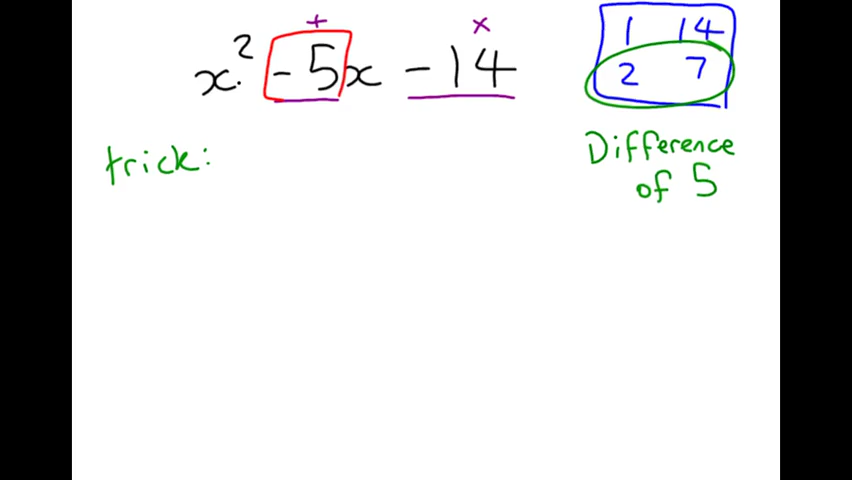 + ×
x² - 5x - 14
1 14
2 7
trick:
Difference
of 5